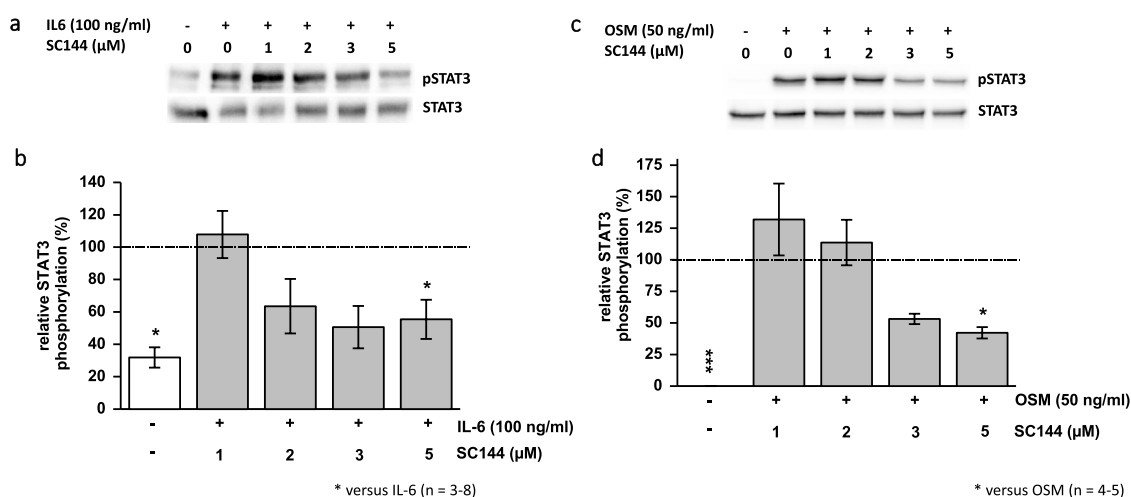 a
IL6 (100 ng/ml) - + + + + +
SC144 (µM) 0 0 1 2 3 5
pSTAT3
STAT3
b
relative STAT3
phosphorylation (%)
140
120
100
80
60
40
20
0
*
*
- + + + + IL-6 (100 ng/ml)
- 1 2 3 5 SC144 (µM)
* versus IL-6 (n = 3-8)
c
OSM (50 ng/ml) - + + + + +
SC144 (µM) 0 0 1 2 3 5
pSTAT3
STAT3
d
relative STAT3
phosphorylation (%)
175
150
125
100
75
50
25
0
***
*
- + + + + OSM (50 ng/ml)
- 1 2 3 5 SC144 (µM)
* versus OSM (n = 4-5)